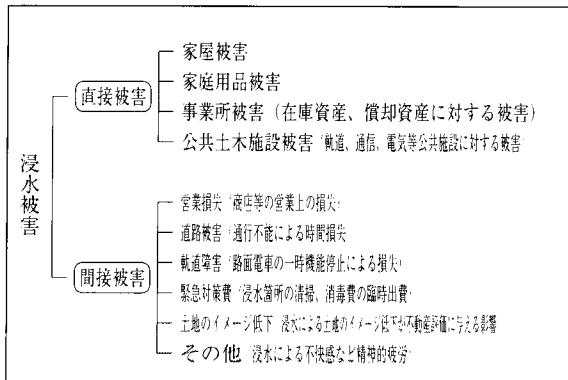 浸水被害
直接被害
家屋被害
家庭用品被害
事業所被害(在庫資産、償却資産に対する被害)
公共土木施設被害(軌道、通信、電気等公共施設に対する被害)
間接被害
営業損失(商店等の営業上の損失)
道路被害(通行不能による時間損失
軌道障害(路面電車の一時機能停止による損失)
緊急対策費(浸水箇所の清掃、消毒費の臨時出費)
土地のイメージ低下 浸水による土地のイメージ低下が不動産評価に与える影響
その他 浸水による不快感など精神的疲労